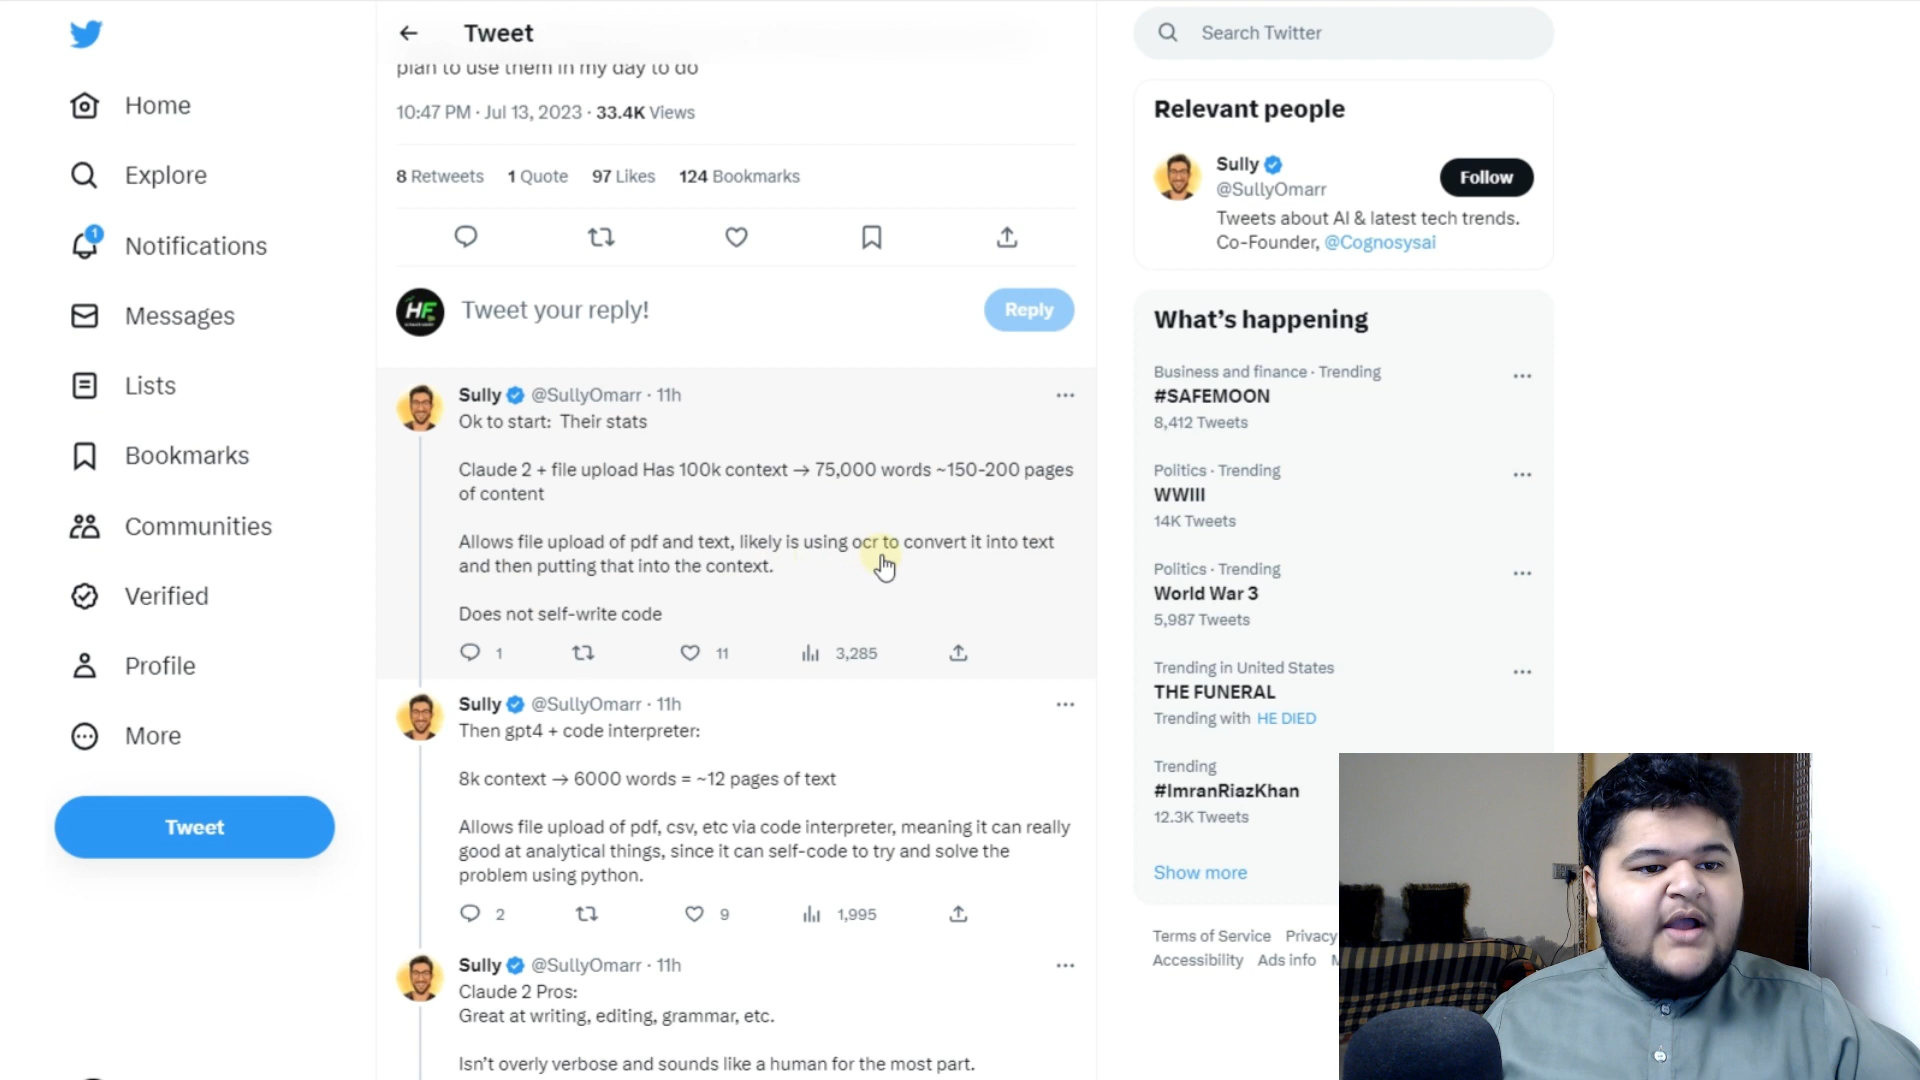 Home
Explore
1
Notifications
Messages
Lists
Bookmarks
Communities
Verified
Profile
More
Tweet
Tweet
plan to use them in my day to do
10:47 PM · Jul 13, 2023 · 33.4K Views
8 Retweets 1 Quote 97 Likes 124 Bookmarks
HF
Tweet your reply!
Reply
Sully @SullyOmarr · 11h
Ok to start: Their stats
Claude 2 + file upload Has 100k context → 75,000 words ~150-200 pages
of content
Allows file upload of pdf and text, likely is using ocr to convert it into text
and then putting that into the context.
Does not self-write code
1 11 3,285
Sully @SullyOmarr · 11h
Then gpt4 + code interpreter:
8k context → 6000 words = ~12 pages of text
Allows file upload of pdf, csv, etc via code interpreter, meaning it can really
good at analytical things, since it can self-code to try and solve the
problem using python.
2 9 1,995
Sully @SullyOmarr · 11h
Claude 2 Pros:
Great at writing, editing, grammar, etc.
Isn't overly verbose and sounds like a human for the most part.
Search Twitter
Relevant people
Sully
@SullyOmarr
Follow
Tweets about AI & latest tech trends.
Co-Founder, @Cognosysai
What's happening
Business and finance · Trending
#SAFEMOON
8,412 Tweets
Politics · Trending
WWIII
14K Tweets
Politics · Trending
World War 3
5,987 Tweets
Trending in United States
THE FUNERAL
Trending with HE DIED
Trending
#ImranRiazKhan
12.3K Tweets
Show more
Terms of Service Privacy
Accessibility Ads info